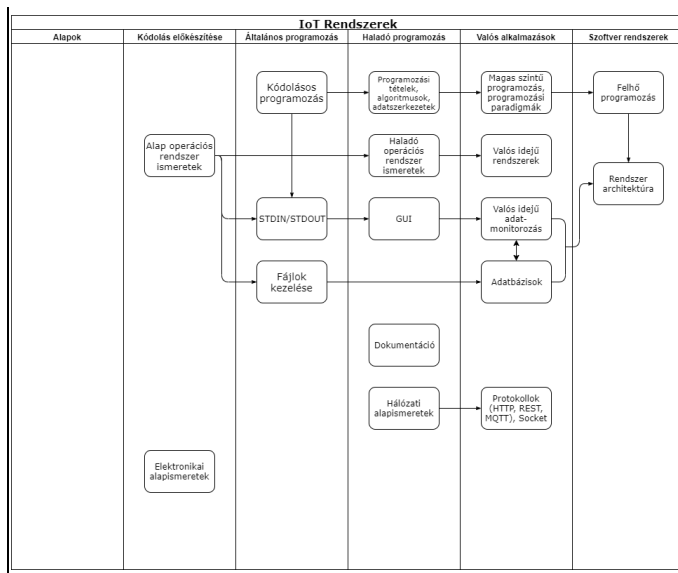 IoT Rendszerek
Alapok
Kódolás előkészítése
Általános programozás
Haladó programozás
Valós alkalmazások
Szoftver rendszerek
Kódolásos
programozás
Programozási
tételek,
algoritmusok,
adatszerkezetek
Magas szintű
programozás,
programozási
paradigmák
Felhő
programozás
Alap operációs
rendszer
ismeretek
Haladó
operációs
rendszer
ismeretek
Valós idejű
rendszerek
Rendszer
architektúra
STDIN/STDOUT
GUI
Valós idejű
adat-
monitorozás
Fájlok
kezelése
Adatbázisok
Dokumentáció
Hálózati
alapismeretek
Protokollok
(HTTP, REST,
MQTT), Socket
Elektronikai
alapismeretek